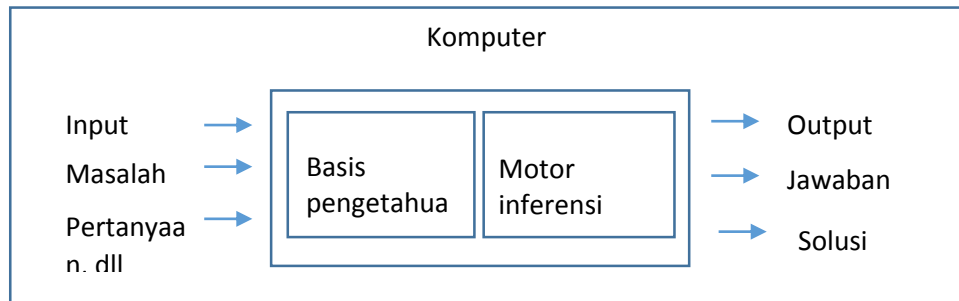 Komputer
Input
Masalah
Pertanyaa
n, dll
Basis
pengetahua
Motor
inferensi
Output
Jawaban
Solusi